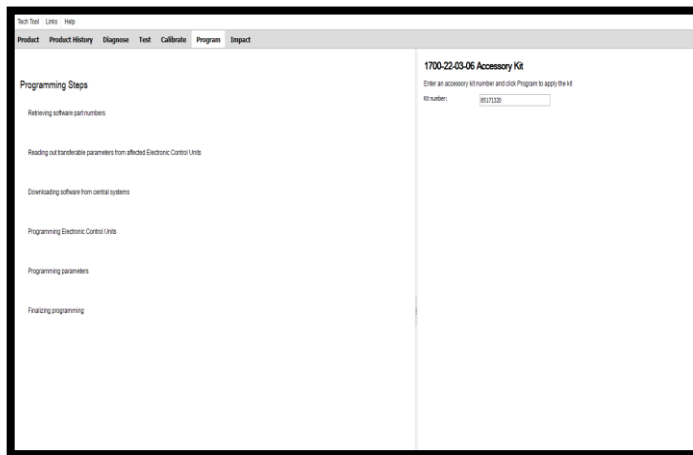 Tech Tool Links Help
Product Product History Diagnose Test Calibrate Program Impact
Programming Steps
Retrieving software part numbers
Reading out transferable parameters from affected Electronic Control Units
Downloading software from central systems
Programming Electronic Control Units
Programming parameters
Finalizing programming
1700-22-03-06 Accessory Kit
Enter an accessory kit number and click Program to apply the kit
Kit number: 85171320